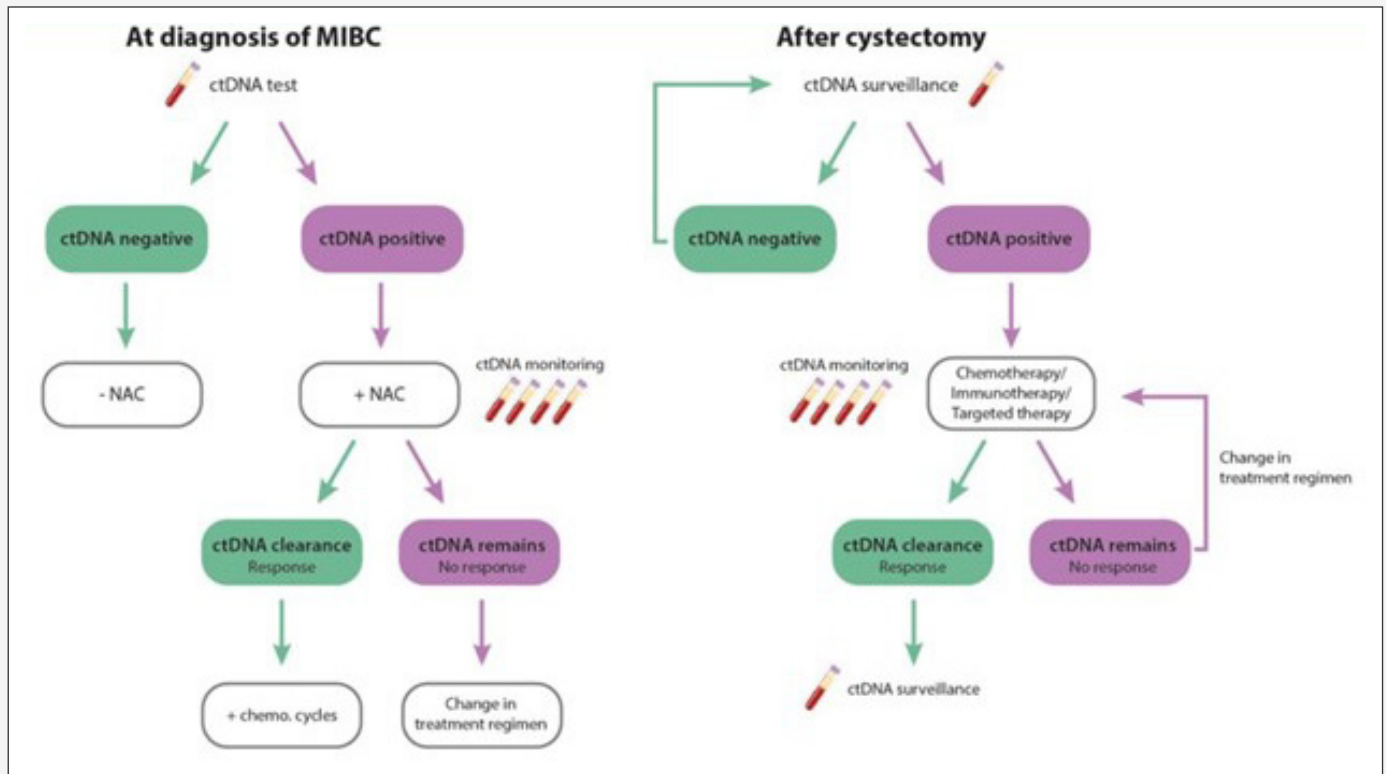 At diagnosis of MIBC
ctDNA test
ctDNA negative
ctDNA positive
- NAC
+ NAC
ctDNA monitoring
ctDNA clearance
Response
ctDNA remains
No response
+ chemo. cycles
Change in
treatment regimen
After cystectomy
ctDNA surveillance
ctDNA negative
ctDNA positive
ctDNA monitoring
Chemotherapy/
Immunotherapy/
Targeted therapy
Change in
treatment regimen
ctDNA clearance
Response
ctDNA remains
No response
ctDNA surveillance